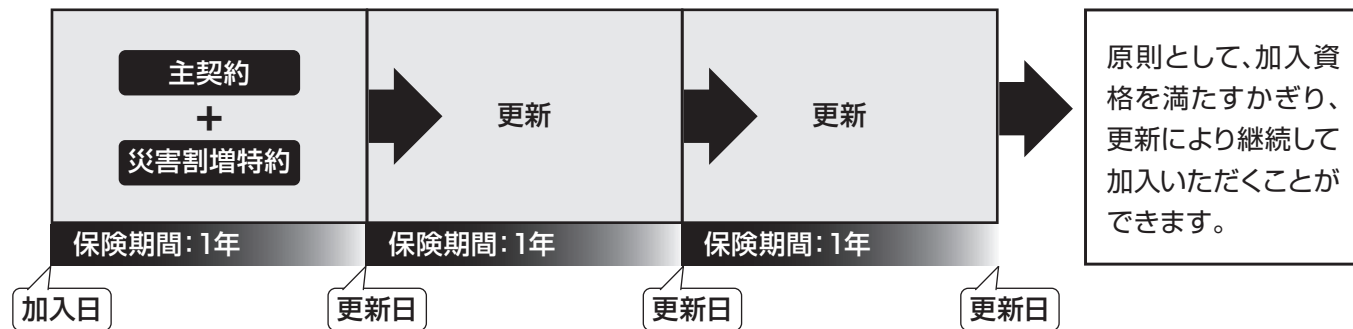 主契約
+
災害割増特約
更新
更新
原則として、加入資
格を満たすかぎり、
更新により継続して
加入いただくことが
できます。
保険期間：1年
保険期間：1年
保険期間：1年
加入日
更新日
更新日
更新日